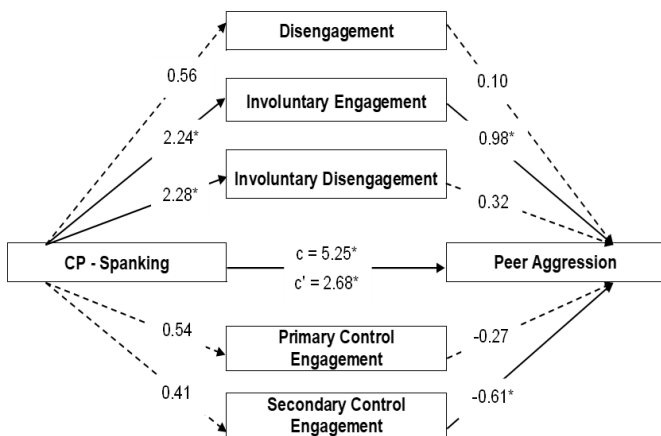 Disengagement
0.56
0.10
Involuntary Engagement
2.24*
0.98*
Involuntary Disengagement
2.28*
0.32
CP - Spanking
c = 5.25*
c' = 2.68*
Peer Aggression
0.54
Primary Control
Engagement
-0.27
0.41
Secondary Control
Engagement
-0.61*